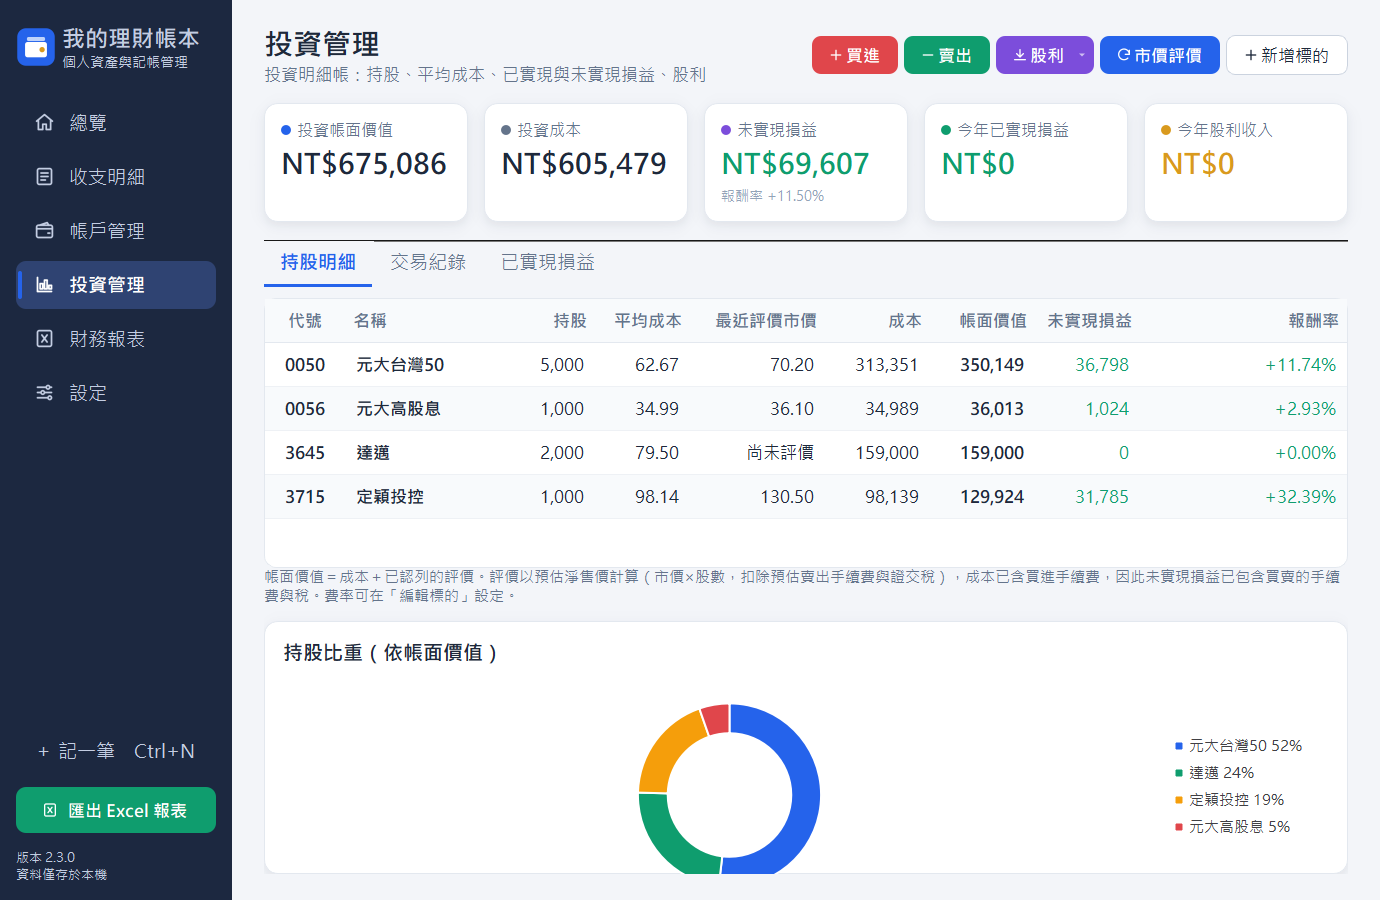 我的理財帳本
個人資產與記帳管理
總覽
收支明細
帳戶管理
投資管理
財務報表
設定
+ 記一筆 Ctrl+N
匯出 Excel 報表
版本 2.3.0
資料僅存於本機
投資管理
投資明細帳：持股、平均成本、已實現與未實現損益、股利
+ 買進
− 賣出
股利
市價評價
+ 新增標的
投資帳面價值
NT$675,086
投資成本
NT$605,479
未實現損益
NT$69,607
報酬率 +11.50%
今年已實現損益
NT$0
今年股利收入
NT$0
持股明細 交易紀錄 已實現損益
代號 名稱 持股 平均成本 最近評價市價 成本 帳面價值 未實現損益 報酬率
0050 元大台灣50 5,000 62.67 70.20 313,351 350,149 36,798 +11.74%
0056 元大高股息 1,000 34.99 36.10 34,989 36,013 1,024 +2.93%
3645 達邁 2,000 79.50 尚未評價 159,000 159,000 0 +0.00%
3715 定穎投控 1,000 98.14 130.50 98,139 129,924 31,785 +32.39%
帳面價值＝成本＋已認列的評價。評價以預估淨售價計算（市價×股數，扣除預估賣出手續費與證交稅），成本已含買進手續費，因此未實現損益已包含買賣的手續
費與稅。費率可在「編輯標的」設定。
持股比重（依帳面價值）
元大台灣50 52%
達邁 24%
定穎投控 19%
元大高股息 5%